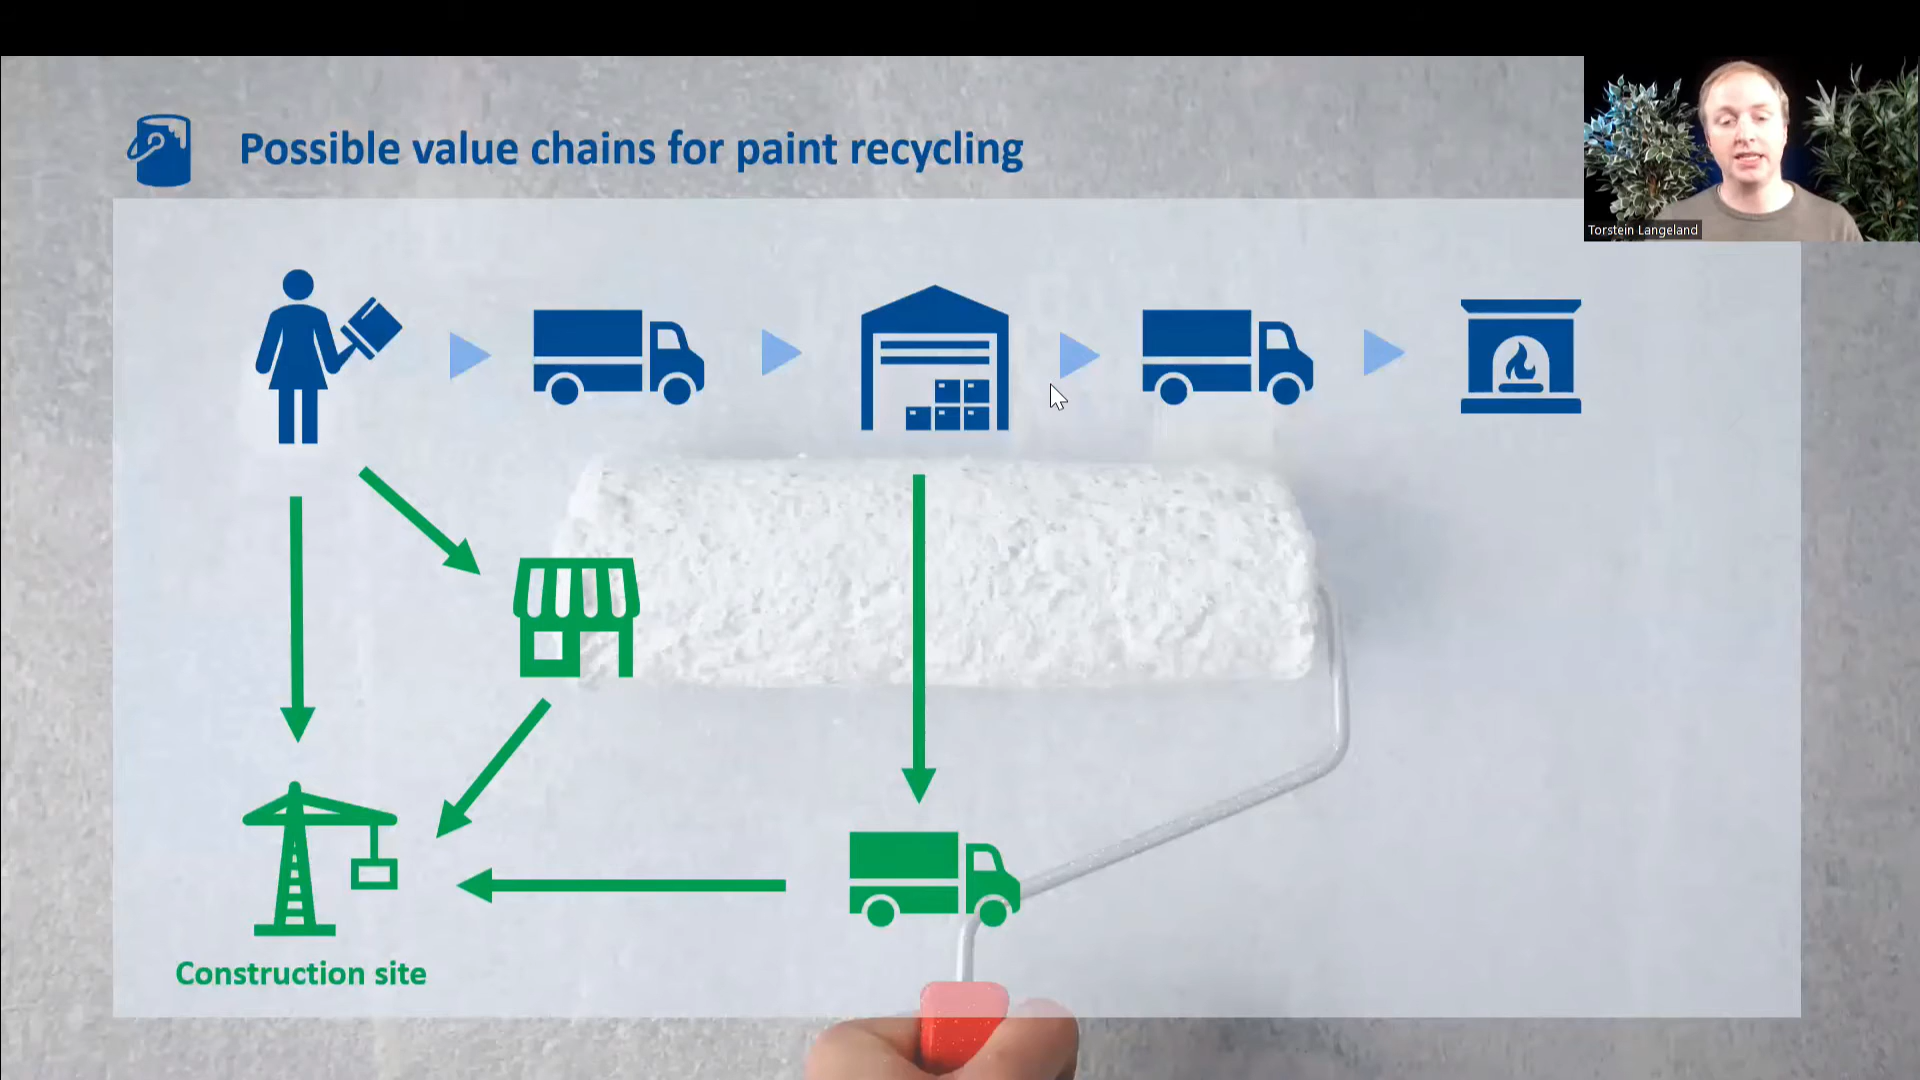 Possible value chains for paint recycling
Torstein Langeland
Construction site